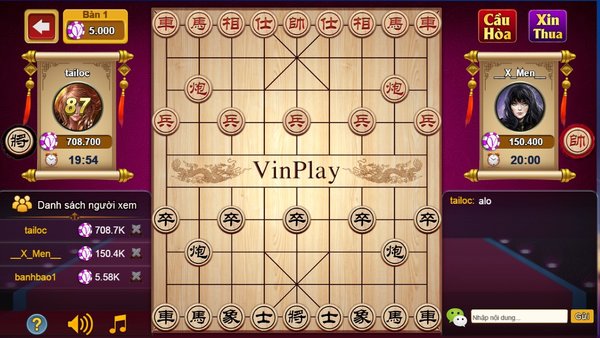 Bàn 1
5.000
Cầu Hòa
Xin Thua
tailoc
87
708.700
19:54
將
__X_Men__
150.400
20:00
帥
車 馬 相 仕 帥 仕 相 馬 車
炮 炮
兵 兵 兵 兵 兵
VinPlay
卒 卒 卒 卒 卒
炮 炮
車 馬 象 士 將 士 象 馬 車
Danh sách người xem
tailoc 708.7K
__X_Men__ 150.4K
banhbao1 5.58K
tailoc: alo
Nhập nội dung...
Gửi
?